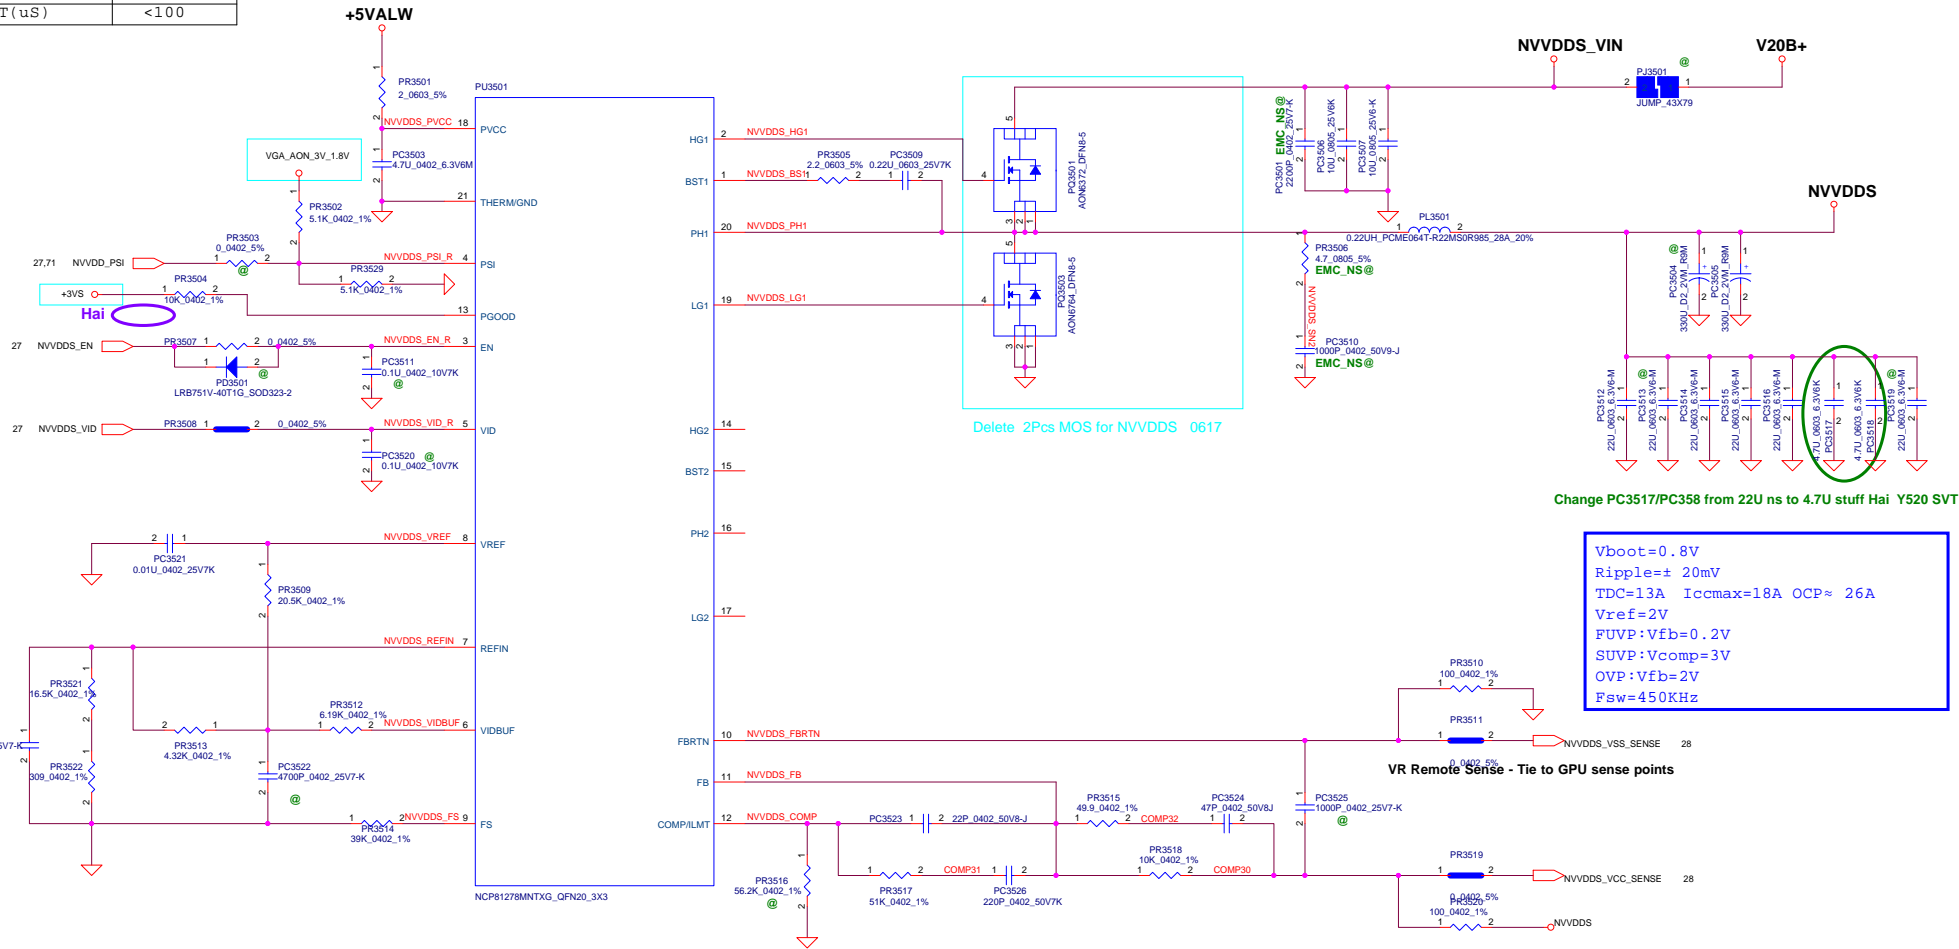 T(uS) <100
+5VALW
PR3501
2_0603_5%
PU3501
NVVDDS_PVCC 18 PVCC
PC3503
4.7U_0402_6.3V6M
VGA_AON_3V_1.8V
21 THERM/GND
PR3502
5.1K_0402_1%
PR3503
0_0402_5%
27,71 NVVDD_PSI
@
NVVDDS_PSI_R 4 PSI
PR3529
5.1K_0402_1%
+3VS
PR3504
10K_0402_1%
Hai
13 PGOOD
27 NVVDDS_EN
PR3507 1 2 0_0402_5%
NVVDDS_EN_R 3 EN
PD3501
@
LRB751V-40T1G_SOD323-2
PC3511
0.1U_0402_10V7K
@
27 NVVDDS_VID
PR3508 1 2 0_0402_5%
NVVDDS_VID_R 5 VID
PC3520 @
0.1U_0402_10V7K
2 1
PC3521
0.01U_0402_25V7K
NVVDDS_VREF 8 VREF
PR3509
20.5K_0402_1%
NVVDDS_REFIN 7 REFIN
PR3521
16.5K_0402_1%
PR3512
6.19K_0402_1%
NVVDDS_VIDBUF 6 VIDBUF
PR3513
4.32K_0402_1%
5V7-K
PR3522
309_0402_1%
PC3522
4700P_0402_25V7-K
@
NVVDDS_FS 9 FS
PR3514
39K_0402_1%
NCP81278MNTXG_QFN20_3X3
HG1 2 NVVDDS_HG1
BST1 1 NVVDDS_BS1
PR3505
2.2_0603_5%
PC3509
0.22U_0603_25V7K
PH1 20 NVVDDS_PH1
LG1 19 NVVDDS_LG1
HG2 14
BST2 15
PH2 16
LG2 17
FBRTN 10 NVVDDS_FBRTN
FB 11 NVVDDS_FB
COMP/ILMT 12 NVVDDS_COMP
PQ3501
AON6372_DFN8-5
PQ3503
AON6764_DFN8-5
Delete 2Pcs MOS for NVVDDS 0617
NVVDDS_VIN
V20B+
PJ3501 @
JUMP_43X79
EMC_NS@
PC3501
2200P_0402_25V7-K
PC3506
10U_0805_25V6K
PC3507
10U_0805_25V6-K
NVVDDS
PL3501
0.22UH_PCME064T-R22MS0R985_28A_20%
PR3506
4.7_0805_5%
EMC_NS@
NVVDDS_SN2
PC3510
1000P_0402_50V9-J
EMC_NS@
@
PC3504
330U_D2_2VM_R9M
PC3505
330U_D2_2VM_R9M
PC3512
22U_0603_6.3V6-M
@
PC3513
22U_0603_6.3V6-M
PC3514
22U_0603_6.3V6-M
PC3515
22U_0603_6.3V6-M
PC3516
22U_0603_6.3V6-M
4.7U_0603_6.3V6K
PC3517
4.7U_0603_6.3V6K
PC3518
@
PC3519
22U_0603_6.3V6-M
Change PC3517/PC358 from 22U ns to 4.7U stuff Hai Y520 SVT
Vboot=0.8V
Ripple=± 20mV
TDC=13A Iccmax=18A OCP≈ 26A
Vref=2V
FUVP:Vfb=0.2V
SUVP:Vcomp=3V
OVP:Vfb=2V
Fsw=450KHz
PR3510
100_0402_1%
PR3511
0_0402_5%
NVVDDS_VSS_SENSE 28
VR Remote Sense - Tie to GPU sense points
PC3525
1000P_0402_25V7-K
@
PR3515
49.9_0402_1%
COMP32
PC3524
47P_0402_50V8J
PC3523 1 2 22P_0402_50V8-J
PR3518
10K_0402_1%
COMP30
PR3516
56.2K_0402_1%
@
PR3517
51K_0402_1%
COMP31
PC3526
220P_0402_50V7K
PR3519
0_0402_5%
NVVDDS_VCC_SENSE 28
PR3520
100_0402_1%
NVVDDS